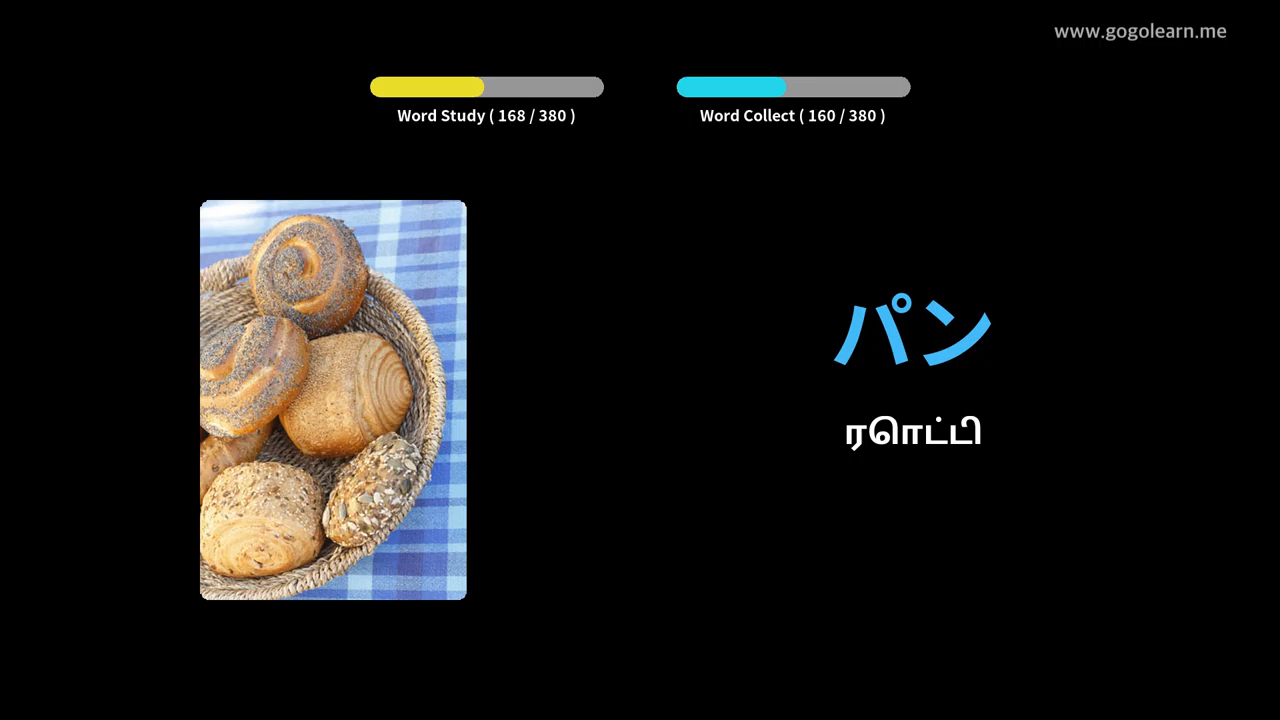 www.gogolearn.me
Word Study ( 168 / 380 )
Word Collect ( 160 / 380 )
パン
ரொட்டி